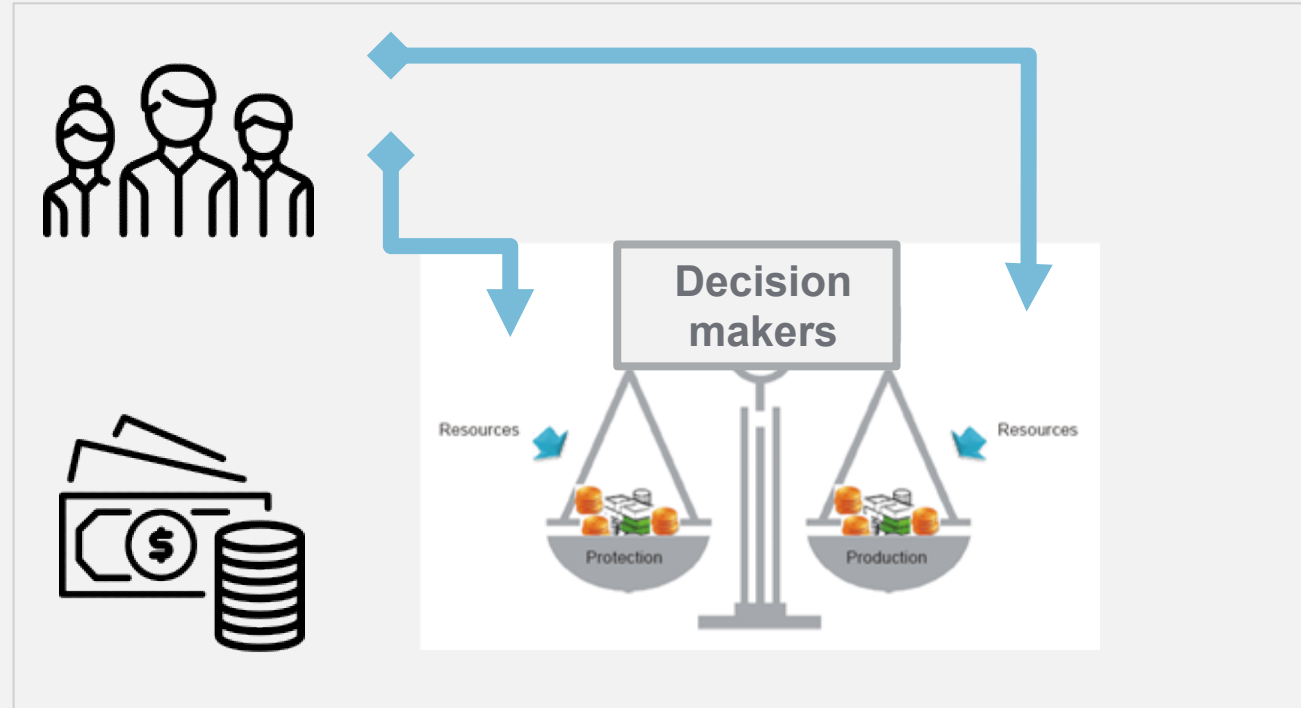 Decision
makers
Resources
Resources
$
Protection
Production